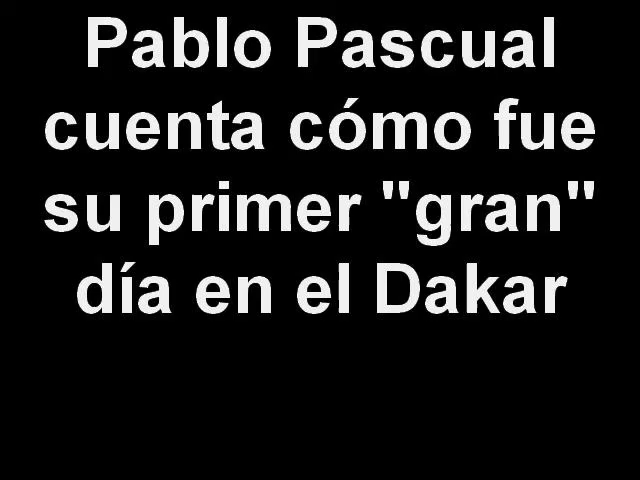 Pablo Pascual
cuenta cómo fue
su primer "gran"
día en el Dakar